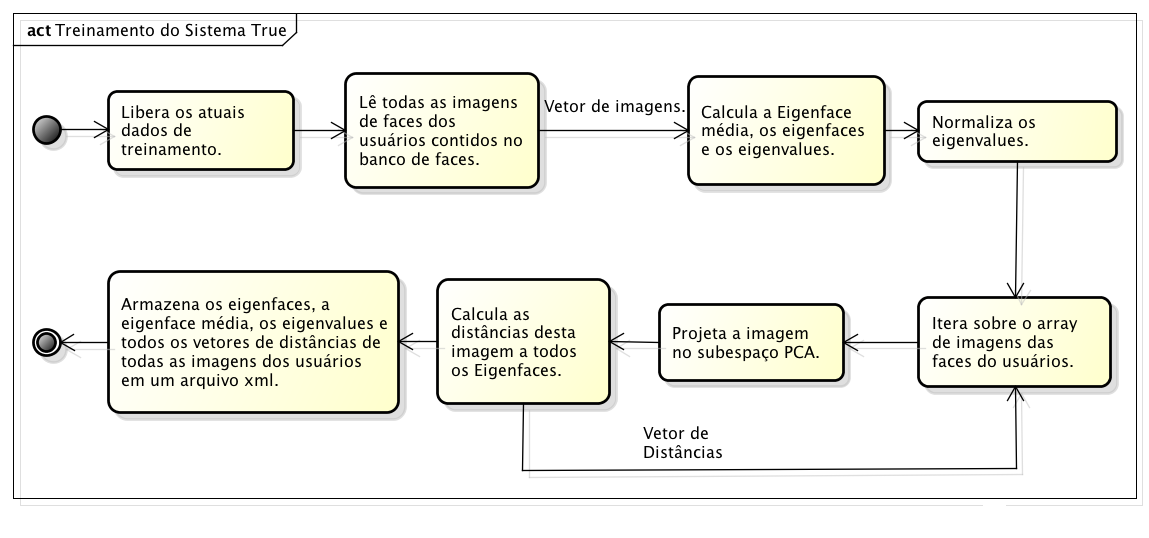 act Treinamento do Sistema True
Libera os atuais
dados de
treinamento.
Lê todas as imagens
de faces dos
usuários contidos no
banco de faces.
Vetor de imagens.
Calcula a Eigenface
média, os eigenfaces
e os eigenvalues.
Normaliza os
eigenvalues.
Itera sobre o array
de imagens das
faces do usuários.
Projeta a imagem
no subespaço PCA.
Calcula as
distâncias desta
imagem a todos
os Eigenfaces.
Vetor de
Distâncias
Armazena os eigenfaces, a
eigenface média, os eigenvalues e
todos os vetores de distâncias de
todas as imagens dos usuários
em um arquivo xml.